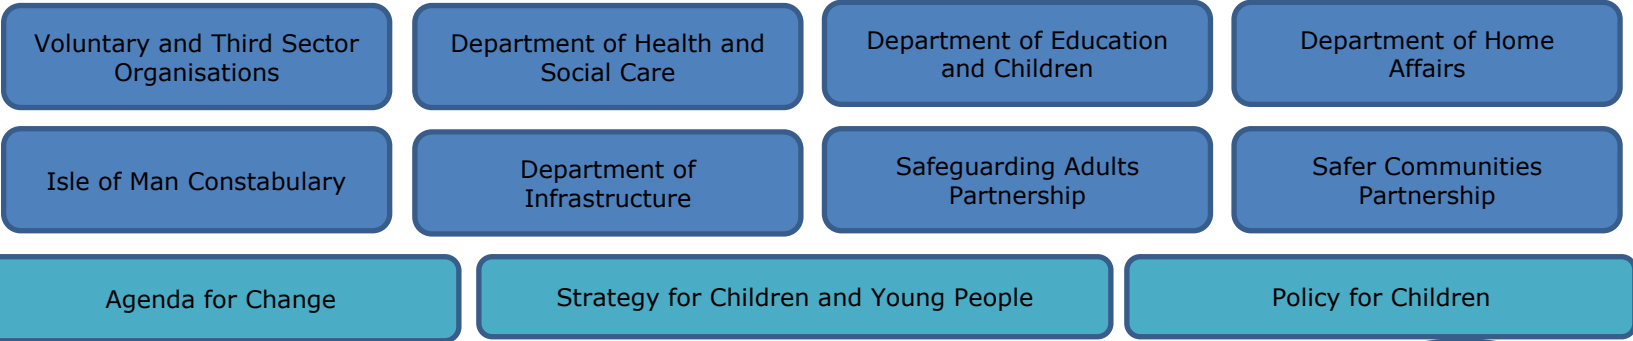 Voluntary and Third Sector
Organisations
Department of Health and
Social Care
Department of Education
and Children
Department of Home
Affairs
Isle of Man Constabulary
Department of
Infrastructure
Safeguarding Adults
Partnership
Safer Communities
Partnership
Agenda for Change
Strategy for Children and Young People
Policy for Children